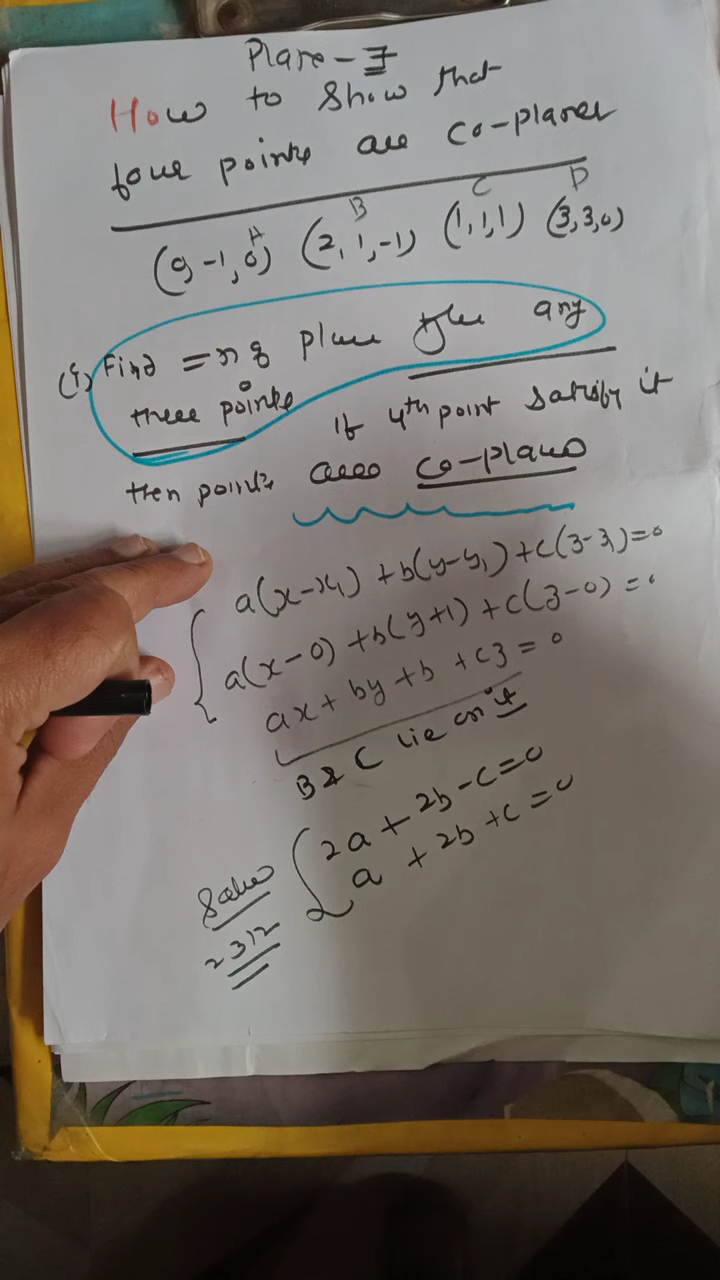 Plane-I
How to Show that
four points are Co-planer
A B C D
(0, -1, 0) (2, 1, -1) (1, 1, 1) (3, 3, 0)
(i) Find =n of plane thru any
three points
If 4th point Satisfy it
then points are co-planer
a(x-x₁) + b(y-y₁) + c(z-z₁) = 0
a(x-0) + b(y+1) + c(z-0) = 0
ax + by + b + cz = 0
B & C lie on it
2a + 2b - c = 0
a + 2b + c = 0
Solve